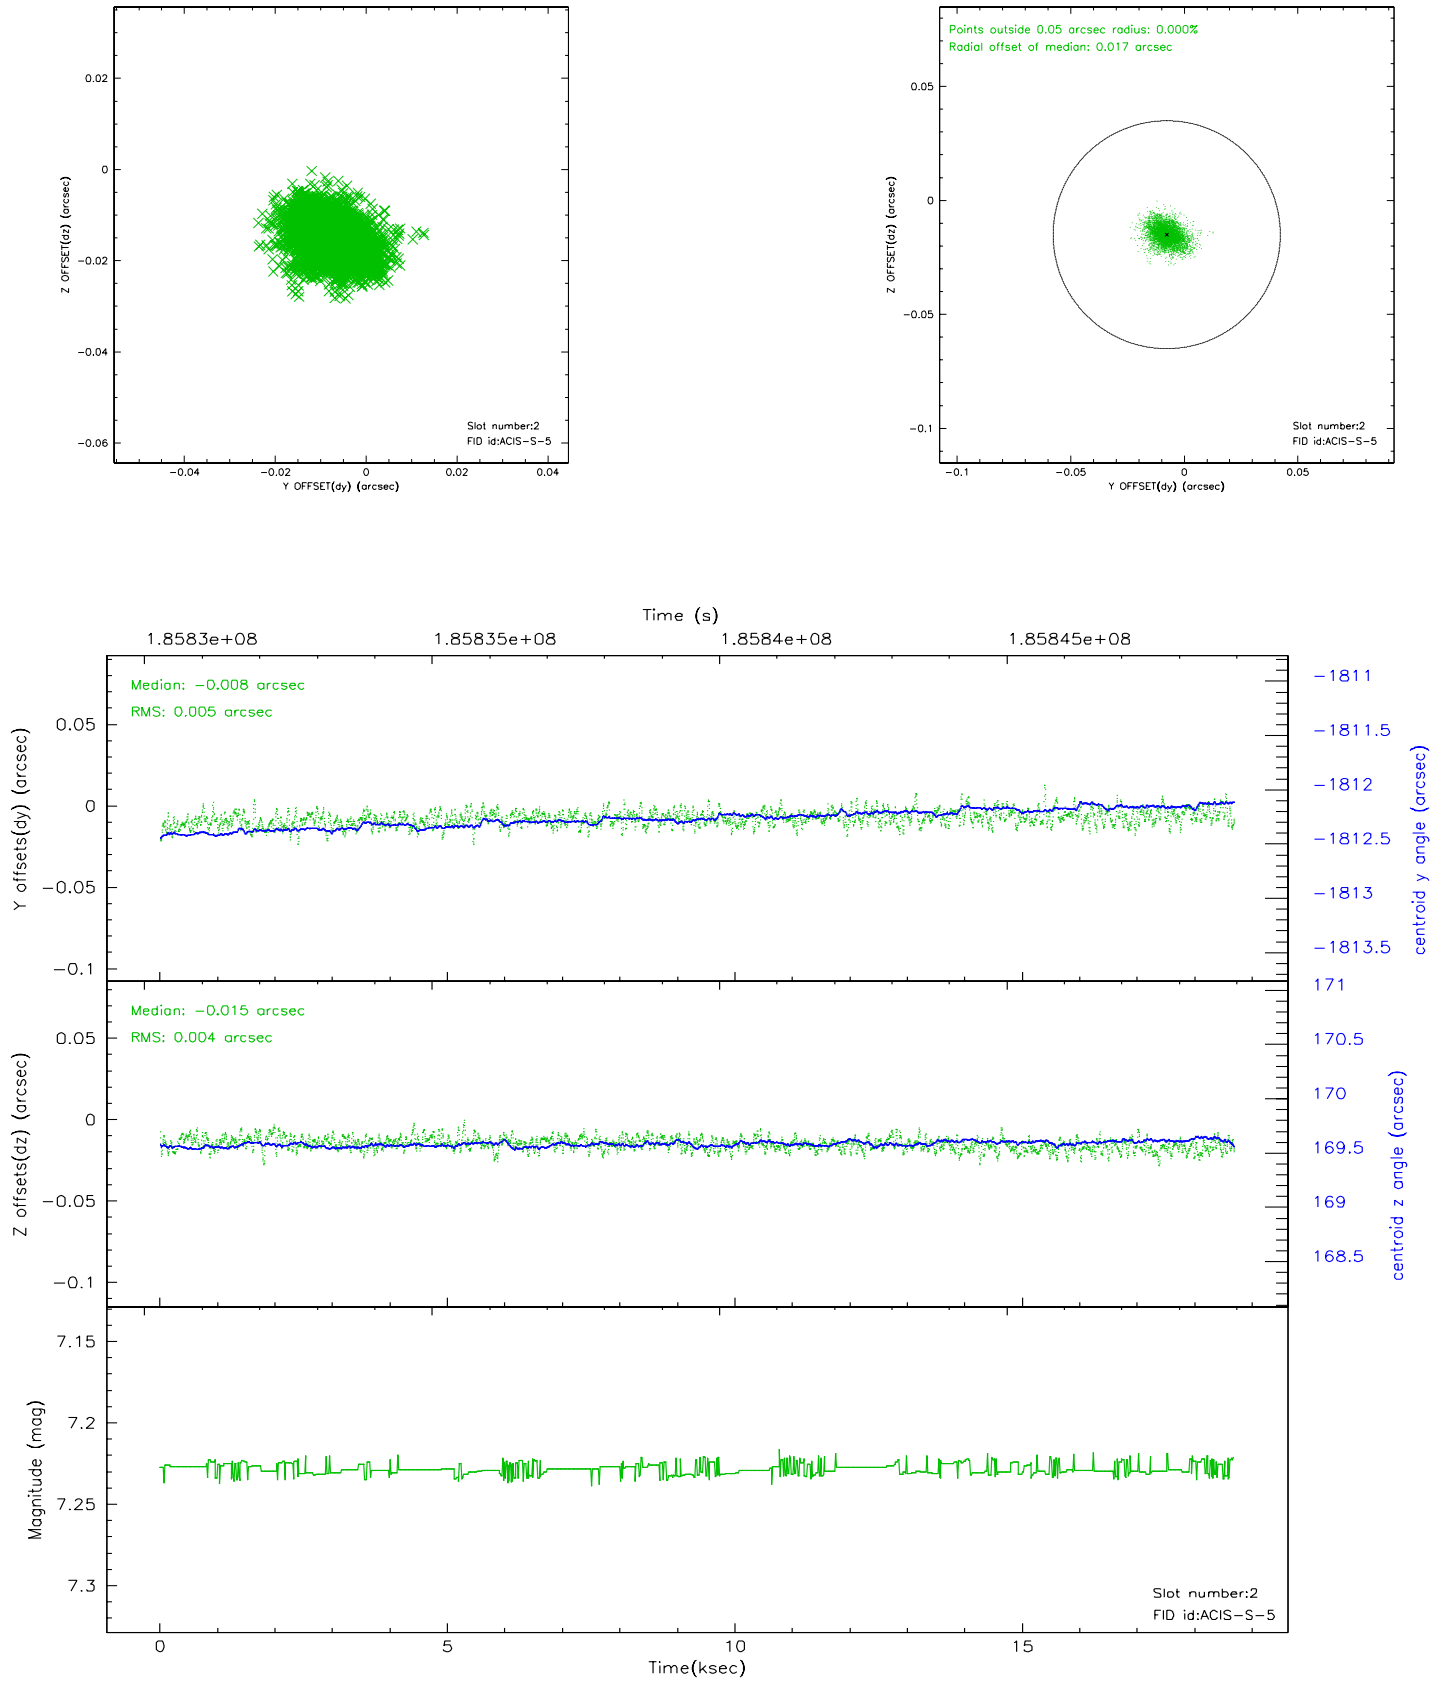 0.02
0
-0.02
-0.04
-0.06
Z OFFSET(dz) (arcsec)
Slot number:2
FID id:ACIS-S-5
-0.04 -0.02 0 0.02 0.04
Y OFFSET(dy) (arcsec)
Points outside 0.05 arcsec radius: 0.000%
Radial offset of median: 0.017 arcsec
0.05
0
-0.05
-0.1
Z OFFSET(dz) (arcsec)
Slot number:2
FID id:ACIS-S-5
-0.1 -0.05 0 0.05
Y OFFSET(dy) (arcsec)
Time (s)
1.8583e+08 1.85835e+08 1.8584e+08 1.85845e+08
Median: -0.008 arcsec
RMS: 0.005 arcsec
0.05
0
-0.05
-0.1
Y offsets(dy) (arcsec)
-1811
-1811.5
-1812
-1812.5
-1813
-1813.5
centroid y angle (arcsec)
Median: -0.015 arcsec
RMS: 0.004 arcsec
0.05
0
-0.05
-0.1
Z offsets(dz) (arcsec)
171
170.5
170
169.5
169
168.5
centroid z angle (arcsec)
7.15
7.2
7.25
7.3
Magnitude (mag)
Slot number:2
FID id:ACIS-S-5
0 5 10 15
Time(ksec)